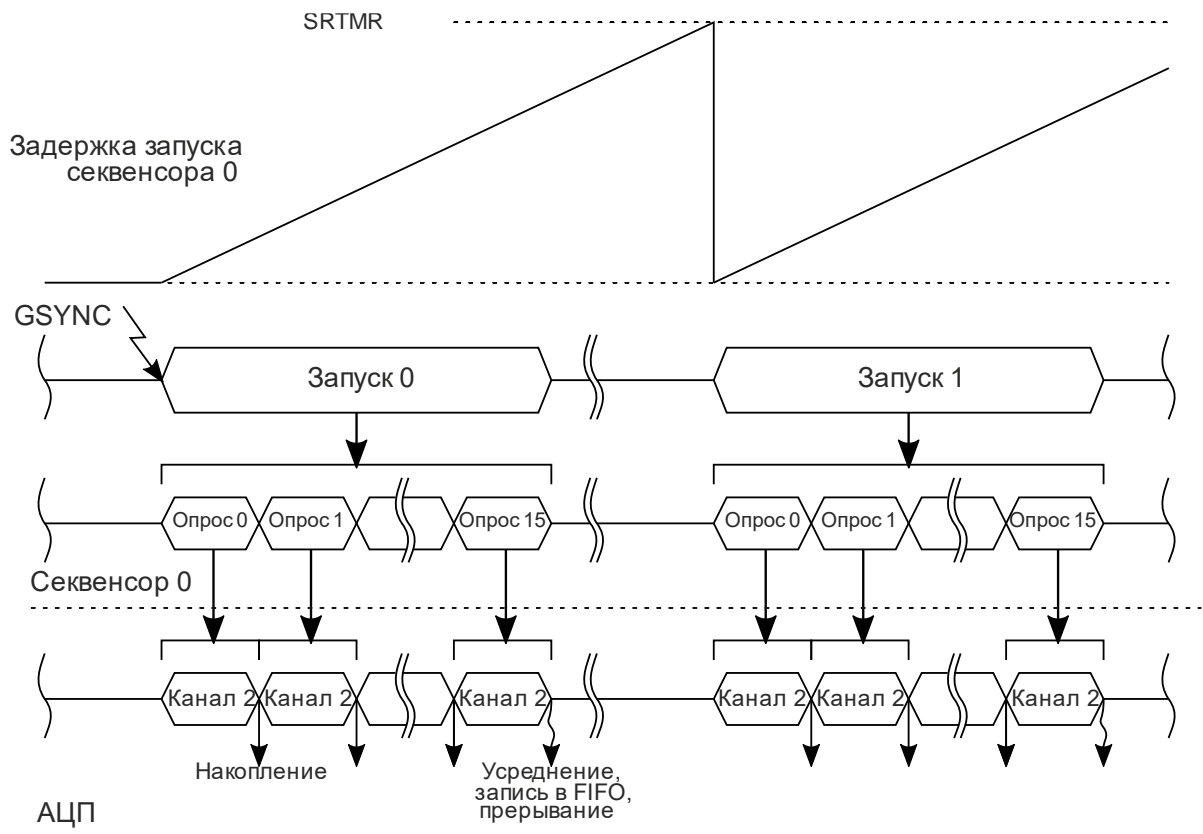 SRTMR
Задержка запуска
секвенсора 0
GSYNC
Запуск 0
Запуск 1
Опрос 0
Опрос 1
Опрос 15
Опрос 0
Опрос 1
Опрос 15
Секвенсор 0
Канал 2
Канал 2
Канал 2
Канал 2
Канал 2
Канал 2
Накопление
Усреднение,
запись в FIFO,
прерывание
АЦП